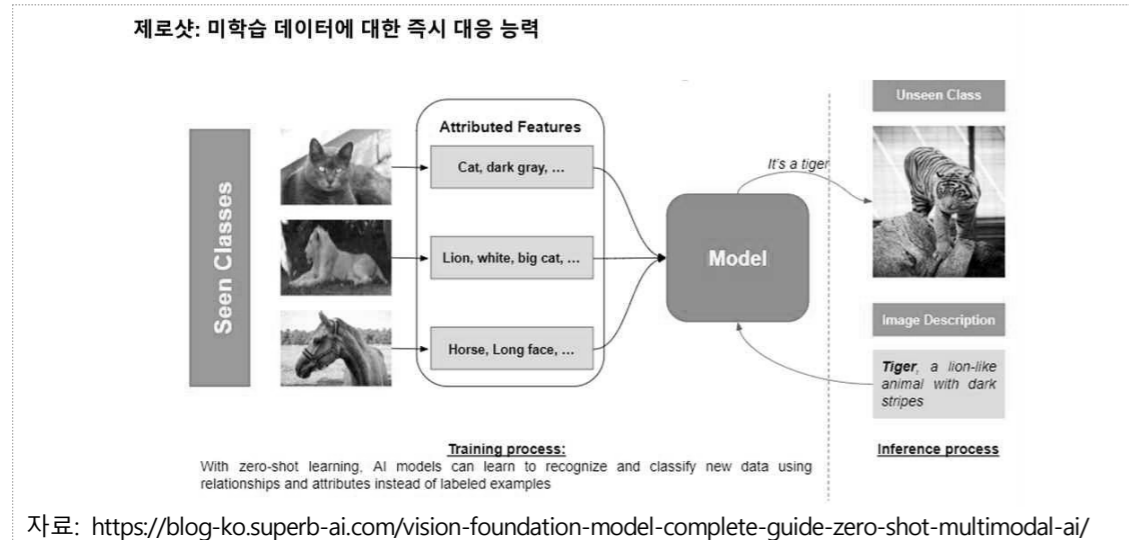 제로샷: 미학습 데이터에 대한 즉시 대응 능력
Seen Classes
Attributed Features
Cat, dark gray, ...
Lion, white, big cat, ...
Horse, Long face, ...
Model
It's a tiger
Unseen Class
Image Description
Tiger, a lion-like
animal with dark
stripes
Training process:
With zero-shot learning, AI models can learn to recognize and classify new data using
relationships and attributes instead of labeled examples
Inference process
자료: https://blog-ko.superb-ai.com/vision-foundation-model-complete-guide-zero-shot-multimodal-ai/